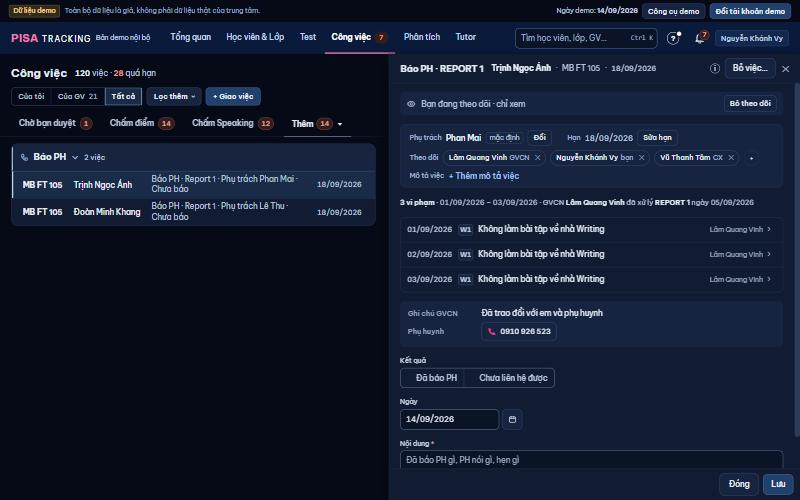 Dữ liệu demo Toàn bộ dữ liệu là giả, không phải dữ liệu thật của trung tâm. Ngày demo: 14/09/2026 Công cụ demo Đổi tài khoản demo
PISA TRACKING Bản demo nội bộ Tổng quan Học viên & Lớp Test Công việc 7 Phân tích Tutor Tìm học viên, lớp, GV... Ctrl K ? 7 Nguyễn Khánh Vy
Công việc 120 việc · 28 quá hạn
Của tôi Của GV 21 Tất cả Lọc thêm + Giao việc
Chờ bạn duyệt 1 Chấm điểm 14 Chấm Speaking 12 Thêm 14
Báo PH 2 việc
MB FT 105 Trịnh Ngọc Ánh Báo PH · Report 1 · Phụ trách Phan Mai · Chưa báo 18/09/2026
MB FT 105 Đoàn Minh Khang Báo PH · Report 1 · Phụ trách Lê Thu · Chưa báo 18/09/2026
Báo PH · REPORT 1 Trịnh Ngọc Ánh · MB FT 105 · 18/09/2026 Bỏ việc...
Bạn đang theo dõi · chỉ xem Bỏ theo dõi
Phụ trách Phan Mai mặc định Đổi Hạn 18/09/2026 Sửa hạn
Theo dõi Lâm Quang Vinh GVCN Nguyễn Khánh Vy bạn Vũ Thanh Tâm CX +
Mô tả việc + Thêm mô tả việc
3 vi phạm · 01/09/2026 – 03/09/2026 · GVCN Lâm Quang Vinh đã xử lý REPORT 1 ngày 05/09/2026
01/09/2026 W1 Không làm bài tập về nhà Writing Lâm Quang Vinh
02/09/2026 W1 Không làm bài tập về nhà Writing Lâm Quang Vinh
03/09/2026 W1 Không làm bài tập về nhà Writing Lâm Quang Vinh
Ghi chú GVCN Đã trao đổi với em và phụ huynh
Phụ huynh 0910 926 523
Kết quả
Đã báo PH Chưa liên hệ được
Ngày
14/09/2026
Nội dung *
Đã báo PH gì, PH nói gì, hẹn gì
Đóng Lưu